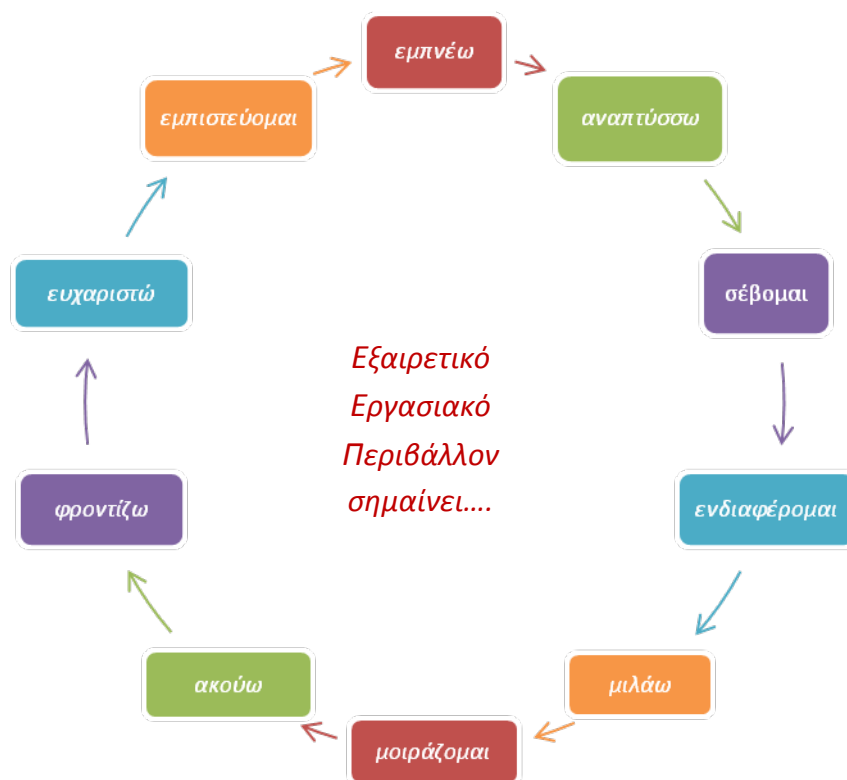 εμπνέω
αναπτύσσω
σέβομαι
ενδιαφέρομαι
μιλάω
μοιράζομαι
ακούω
φροντίζω
ευχαριστώ
εμπιστεύομαι
Εξαιρετικό
Εργασιακό
Περιβάλλον
σημαίνει....